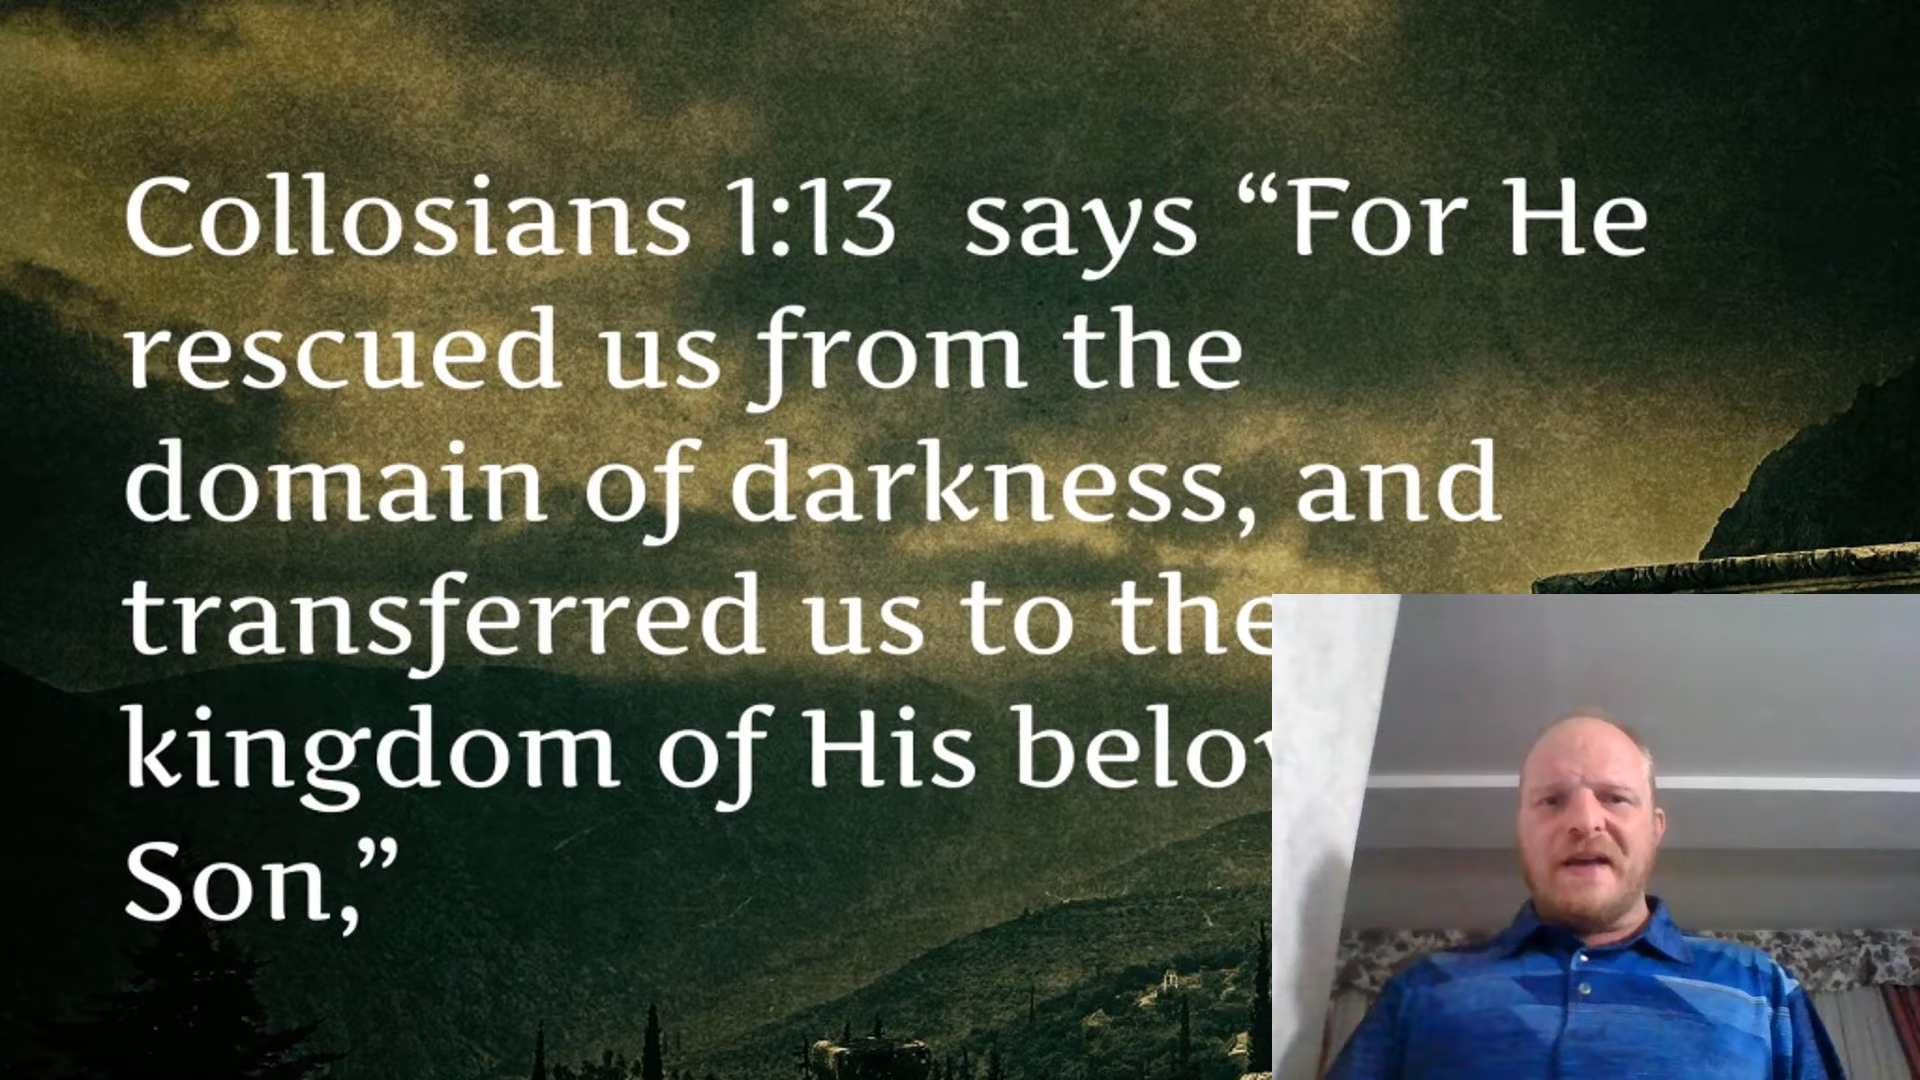 Collosians 1:13  says “For He
rescued us from the
domain of darkness, and
transferred us to the
kingdom of His
Son,”